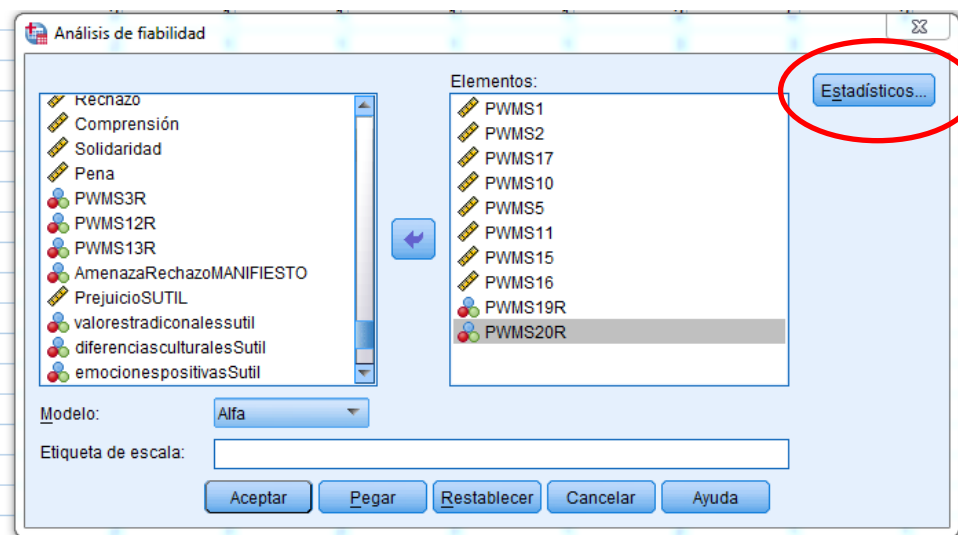 Análisis de fiabilidad
Rechazo
Comprensión
Solidaridad
Pena
PWMS3R
PWMS12R
PWMS13R
AmenazaRechazoMANIFIESTO
PrejuicioSUTIL
valorestradiconalessutil
diferenciasculturalesSutil
emocionespositivasSutil
Elementos:
PWMS1
PWMS2
PWMS17
PWMS10
PWMS5
PWMS11
PWMS15
PWMS16
PWMS19R
PWMS20R
Estadísticos...
Modelo:
Alfa
Etiqueta de escala:
Aceptar
Pegar
Restablecer
Cancelar
Ayuda